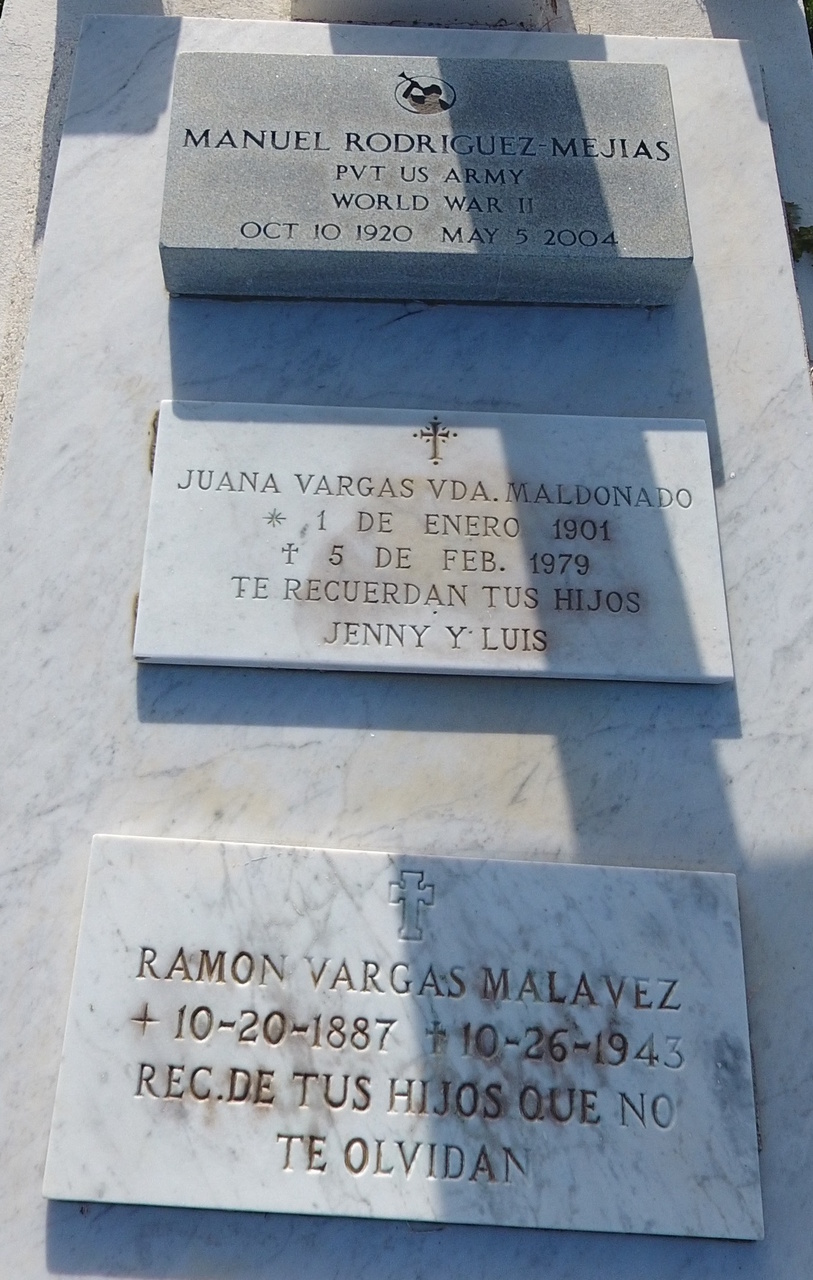 MANUEL RODRIGUEZ-MEJIAS
PVT US ARMY
WORLD WAR II
OCT 10 1920 MAY 5 2004
JUANA VARGAS VDA. MALDONADO
* 1 DE ENERO 1901
† 5 DE FEB. 1979
TE RECUERDAN TUS HIJOS
JENNY Y LUIS
RAMON VARGAS MALAVEZ
+ 10-20-1887 † 10-26-1943
REC.DE TUS HIJOS QUE NO
TE OLVIDAN